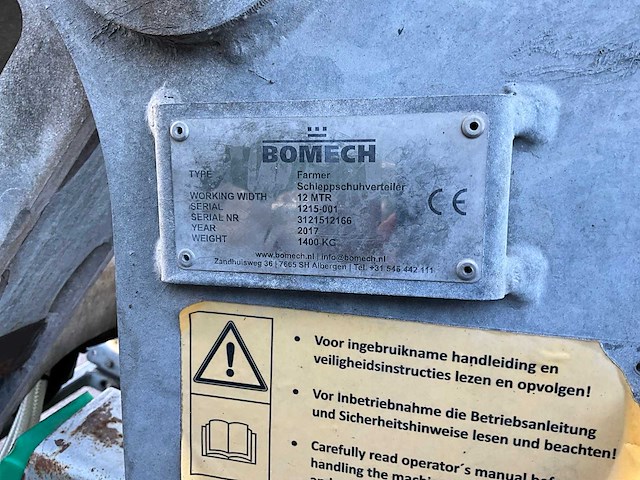 BOMECH
TYPE Farmer
Schleppschuhverteiler
WORKING WIDTH 12 MTR
SERIAL 1215-001
SERIAL NR 3121512166
YEAR 2017
WEIGHT 1400 KG
CE
www.bomech.nl | info@bomech.nl
Zandhuisweg 36 | 7665 SH Albergen | Tel. +31 546 442 111
• Voor ingebruikname handleiding en
veiligheidsinstructies lezen en opvolgen!
• Vor Inbetriebnahme die Betriebsanleitung
und Sicherheitshinweise lesen und beachten!
• Carefully read operator´s manual before
handling the machine